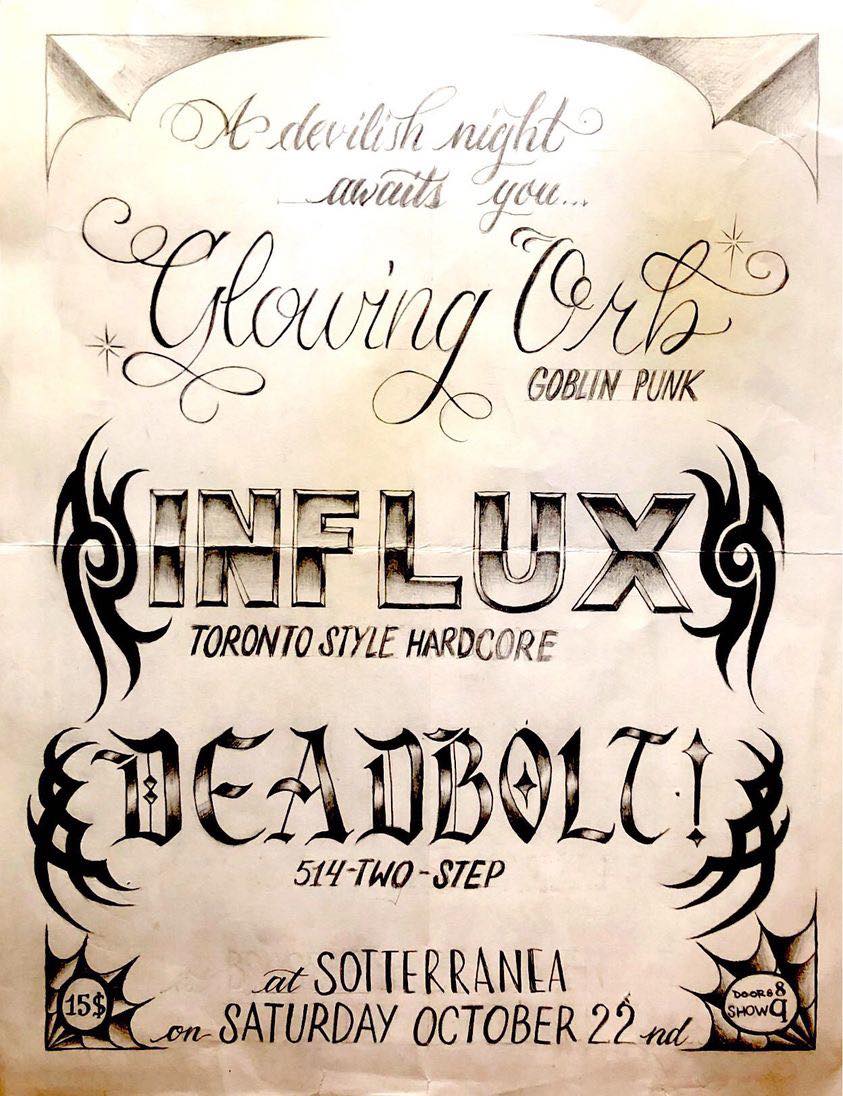 A devilish night
awaits you...
Glowing Orb
GOBLIN PUNK
INFLUX
TORONTO STYLE HARDCORE
DEADBOLT!
514-TWO-STEP
at SOTTERRANEA
on SATURDAY OCTOBER 22nd
15$
DOORS 8
SHOW 9